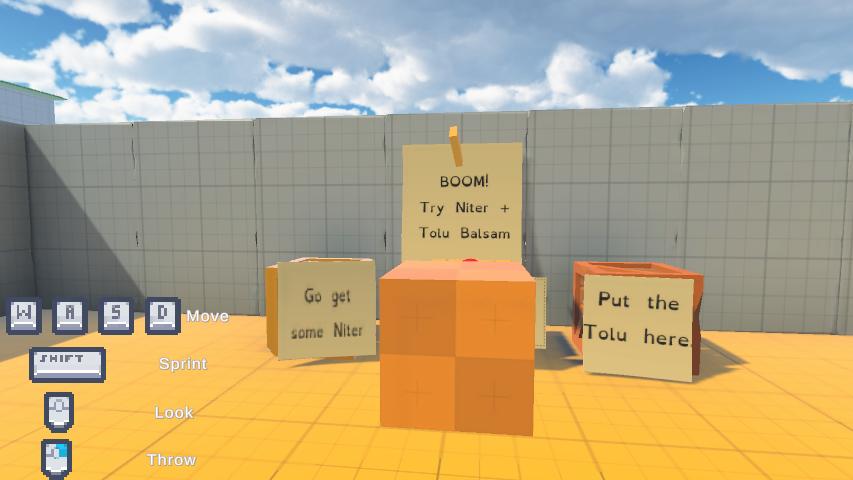 BOOM!
Try Niter +
Tolu Balsam
Go get
some Niter
Put the
Tolu here.
W A S D Move
SHIFT Sprint
Look
Throw